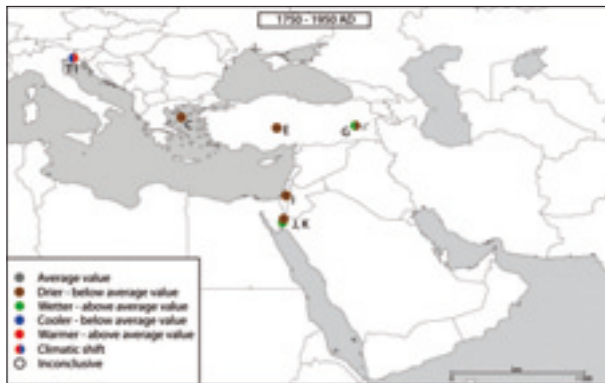 1750 - 1950 AD
T1
C
E
G
I
J, K
Average value
Drier - below average value
Wetter - above average value
Cooler - below average value
Warmer - above average value
Climatic shift
Inconclusive